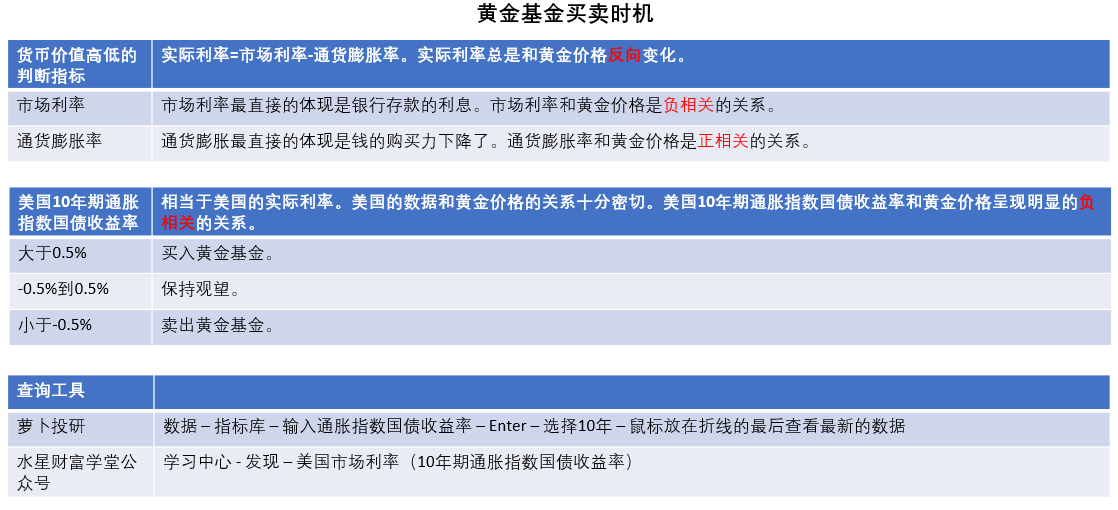 黄金基金买卖时机
货币价值高低的
判断指标
实际利率=市场利率-通货膨胀率。实际利率总是和黄金价格反向变化。
市场利率
市场利率最直接的体现是银行存款的利息。市场利率和黄金价格是负相关的关系。
通货膨胀率
通货膨胀最直接的体现是钱的购买力下降了。通货膨胀率和黄金价格是正相关的关系。
美国10年期通胀
指数国债收益率
相当于美国的实际利率。美国的数据和黄金价格的关系十分密切。美国10年期通胀指数国债收益率和黄金价格呈现明显的负
相关的关系。
大于0.5%
买入黄金基金。
-0.5%到0.5%
保持观望。
小于-0.5%
卖出黄金基金。
查询工具
萝卜投研
数据 – 指标库 – 输入通胀指数国债收益率 – Enter – 选择10年 – 鼠标放在折线的最后查看最新的数据
水星财富学堂公
众号
学习中心 - 发现 – 美国市场利率（10年期通胀指数国债收益率）